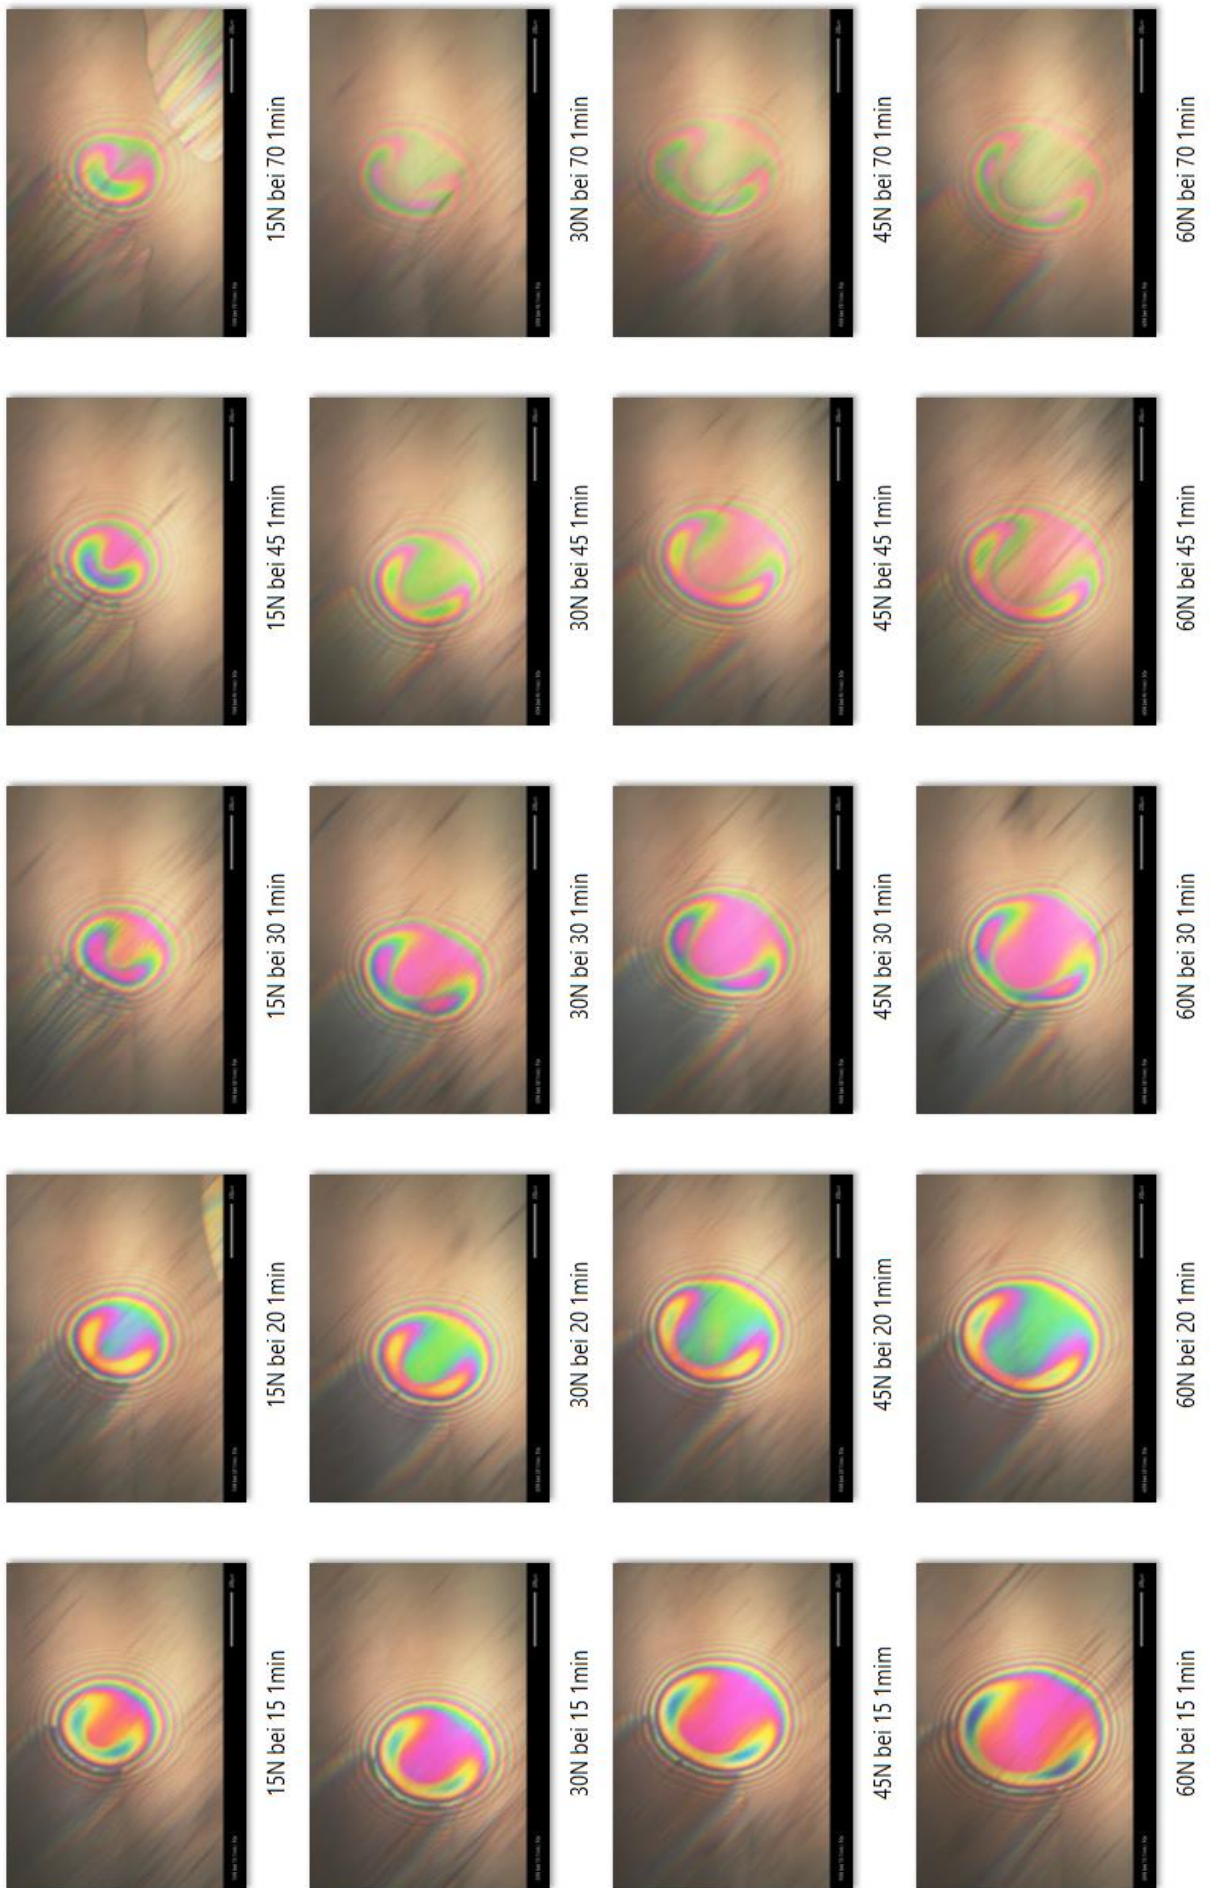 15N bei 15 1min
15N bei 20 1min
15N bei 30 1min
15N bei 45 1min
15N bei 70 1min
30N bei 15 1min
30N bei 20 1min
30N bei 30 1min
30N bei 45 1min
30N bei 70 1min
45N bei 15 1mim
45N bei 20 1mim
45N bei 30 1min
45N bei 45 1min
45N bei 70 1min
60N bei 15 1min
60N bei 20 1min
60N bei 30 1min
60N bei 45 1min
60N bei 70 1min